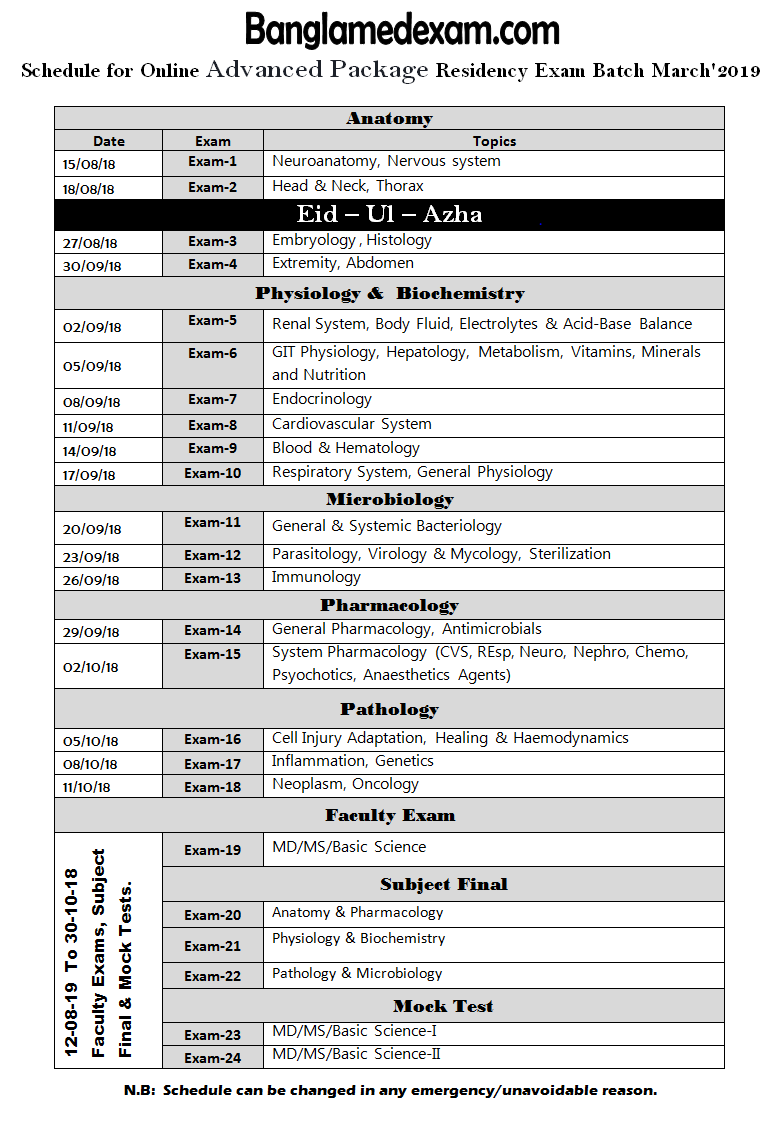 Banglamedexam.com
Schedule for Online Advanced Package Residency Exam Batch March'2019
Anatomy
Date Exam Topics
15/08/18 Exam-1 Neuroanatomy, Nervous system
18/08/18 Exam-2 Head & Neck, Thorax
Eid – Ul – Azha
27/08/18 Exam-3 Embryology , Histology
30/09/18 Exam-4 Extremity, Abdomen
Physiology & Biochemistry
02/09/18 Exam-5 Renal System, Body Fluid, Electrolytes & Acid-Base Balance
05/09/18 Exam-6 GIT Physiology, Hepatology, Metabolism, Vitamins, Minerals
and Nutrition
08/09/18 Exam-7 Endocrinology
11/09/18 Exam-8 Cardiovascular System
14/09/18 Exam-9 Blood & Hematology
17/09/18 Exam-10 Respiratory System, General Physiology
Microbiology
20/09/18 Exam-11 General & Systemic Bacteriology
23/09/18 Exam-12 Parasitology, Virology & Mycology, Sterilization
26/09/18 Exam-13 Immunology
Pharmacology
29/09/18 Exam-14 General Pharmacology, Antimicrobials
02/10/18 Exam-15 System Pharmacology (CVS, REsp, Neuro, Nephro, Chemo,
Psyochotics, Anaesthetics Agents)
Pathology
05/10/18 Exam-16 Cell Injury Adaptation, Healing & Haemodynamics
08/10/18 Exam-17 Inflammation, Genetics
11/10/18 Exam-18 Neoplasm, Oncology
Faculty Exam
12-08-19 To 30-10-18
Faculty Exams, Subject
Final & Mock Tests.
Exam-19 MD/MS/Basic Science
Subject Final
Exam-20 Anatomy & Pharmacology
Exam-21 Physiology & Biochemistry
Exam-22 Pathology & Microbiology
Mock Test
Exam-23 MD/MS/Basic Science-I
Exam-24 MD/MS/Basic Science-II
N.B: Schedule can be changed in any emergency/unavoidable reason.